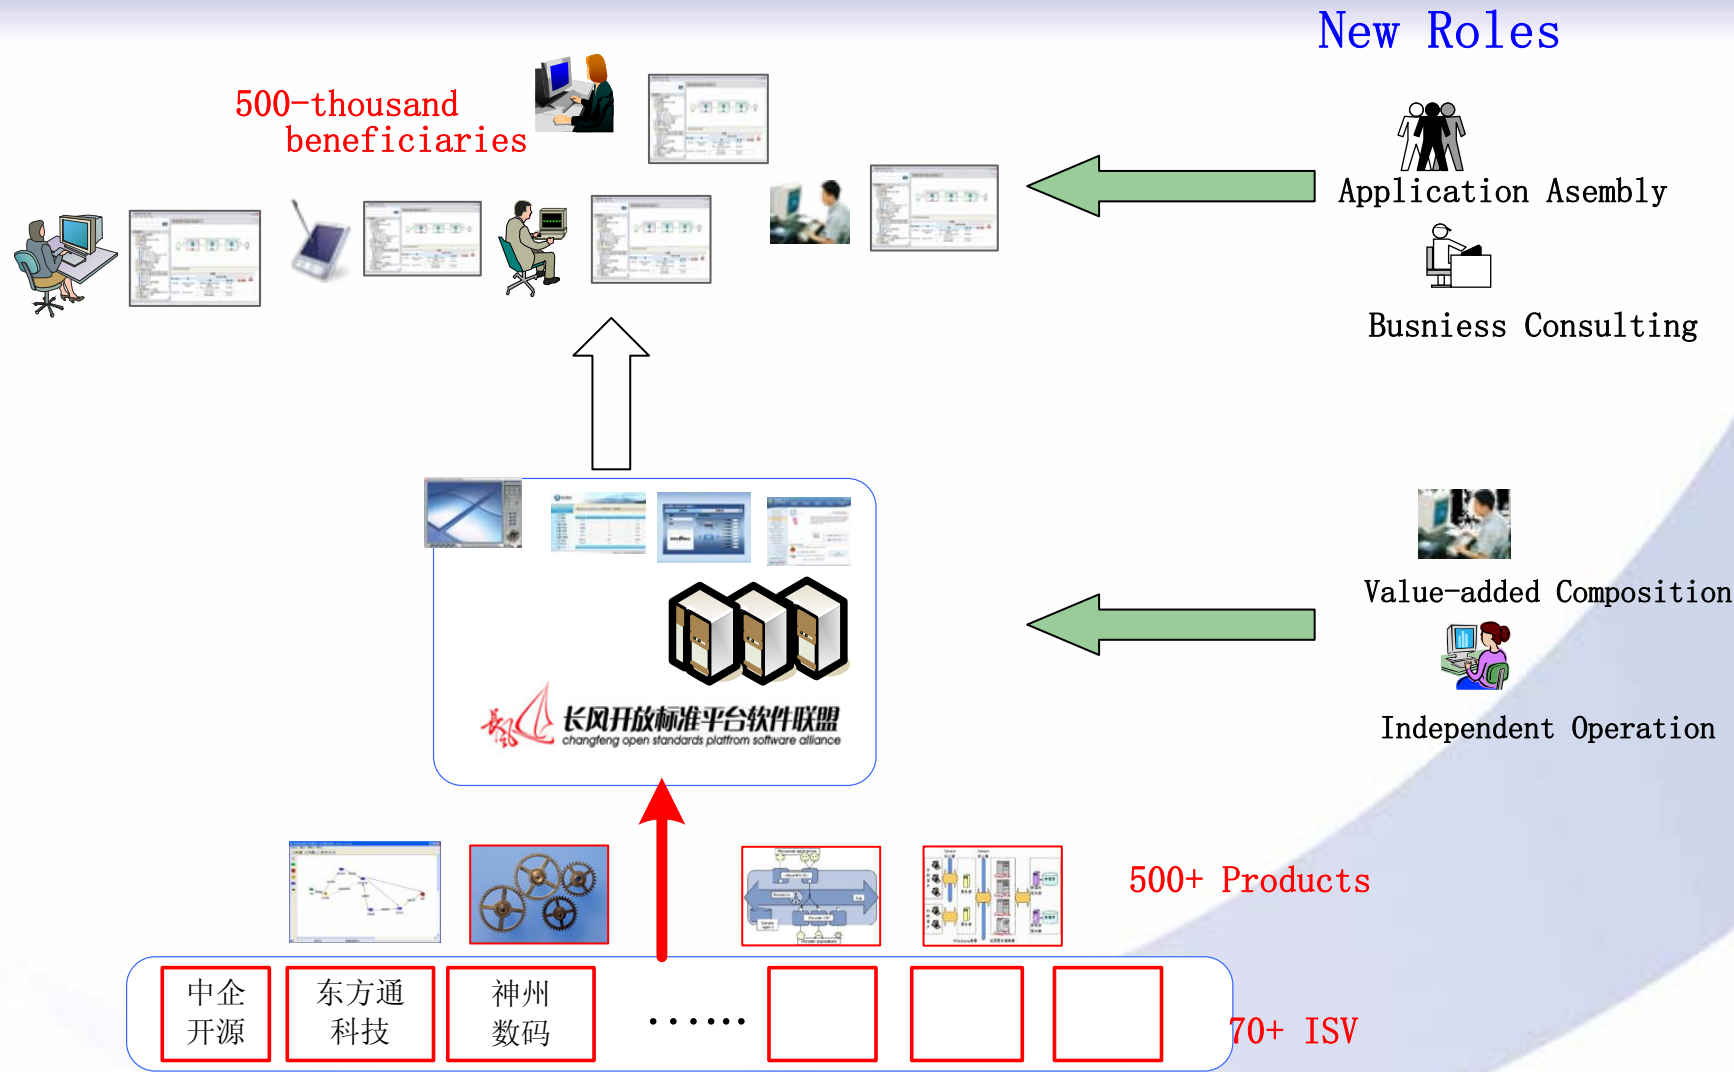 New Roles
500-thousand
beneficiaries
Application Asembly
Busniess Consulting
Value-added Composition
Independent Operation
长风 长风开放标准平台软件联盟
changfeng open standards platfrom software alliance
500+ Products
中企
开源
东方通
科技
神州
数码
······
70+ ISV